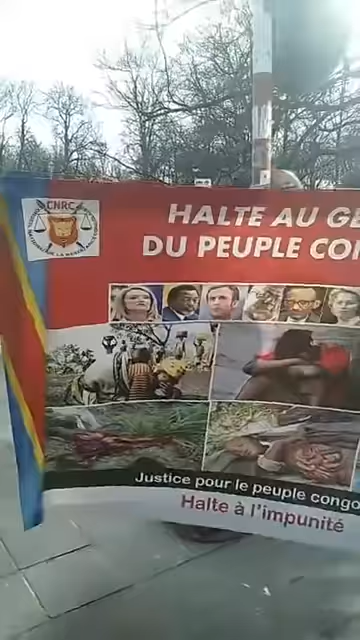 CNRC
HALTE AU GE
DU PEUPLE CON
Justice pour le peuple congo
Halte à l'impunité